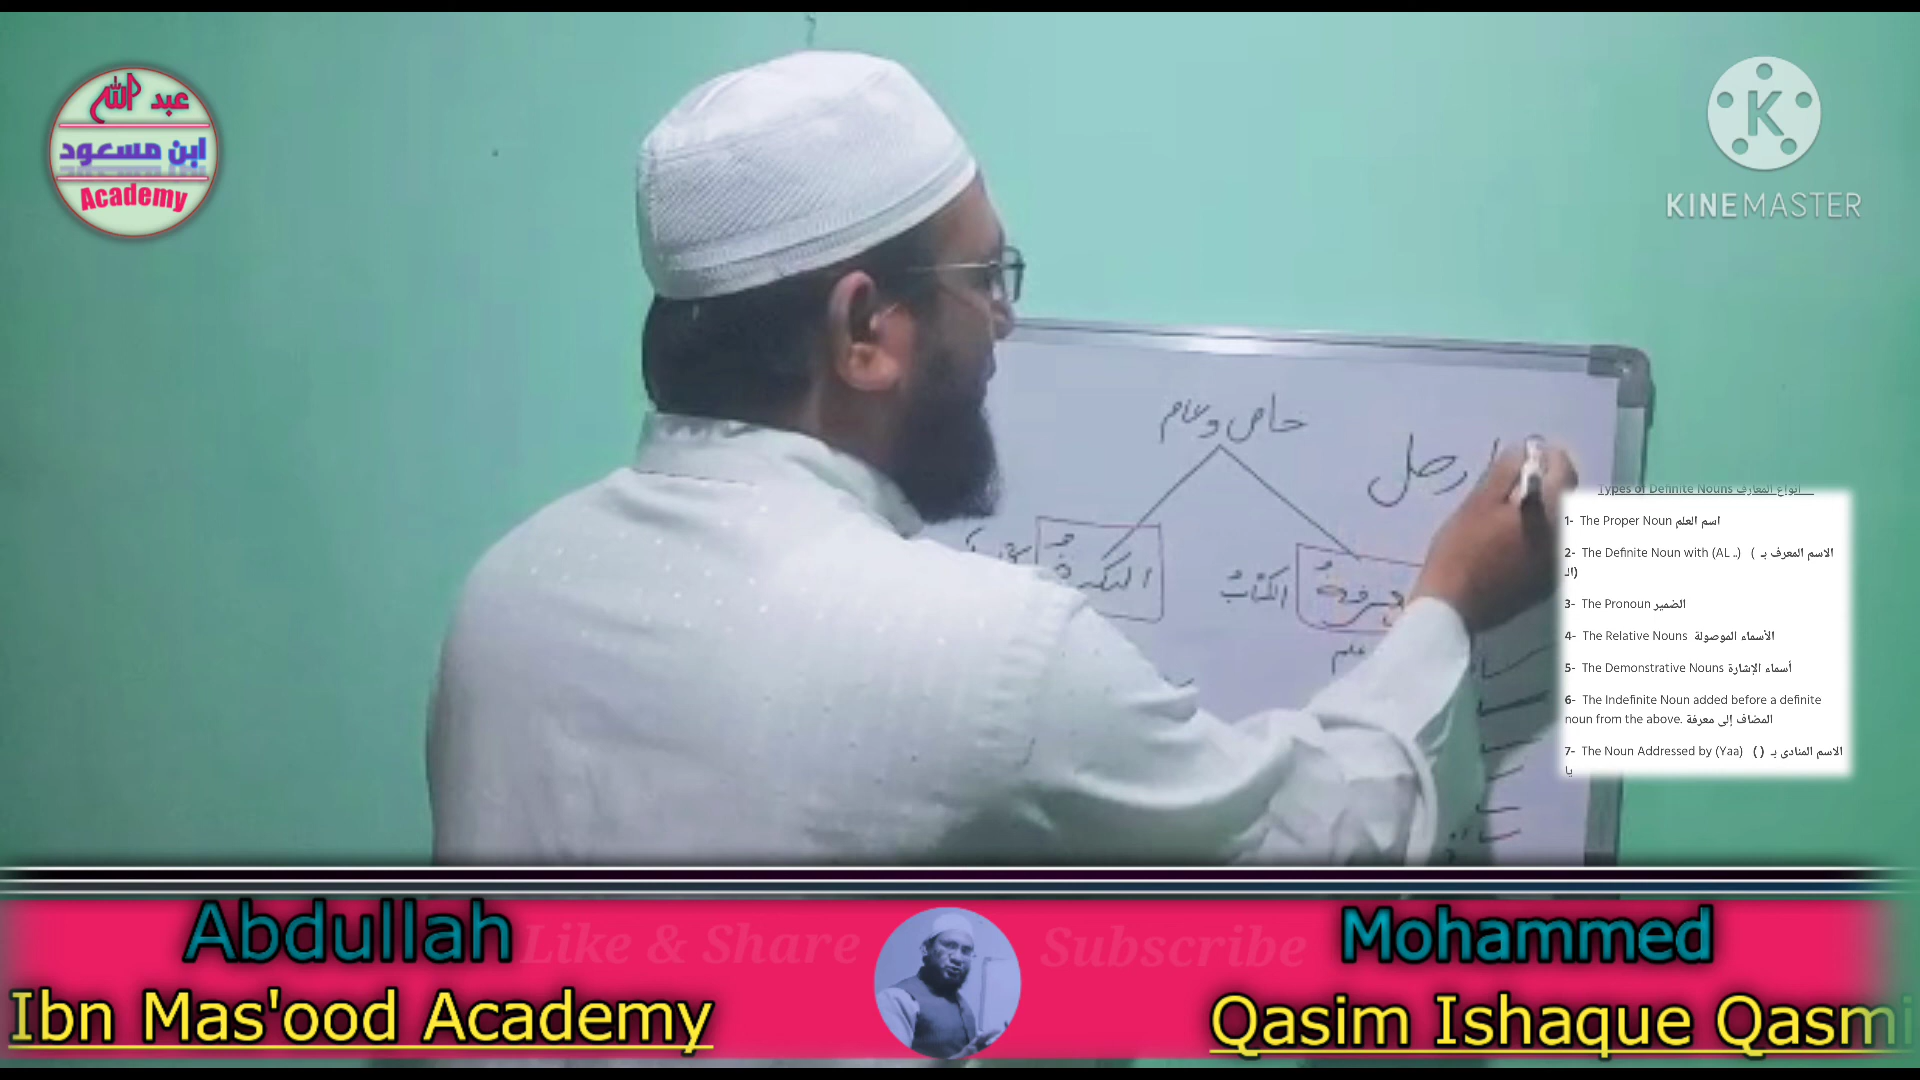 عبد الله
ابن مسعود
Academy
KINEMASTER
خاص وعام
النكرة
الكتابُ
علم
Types of Definite Nouns أنواع المعارف
1- The Proper Noun اسم العلم
2- The Definite Noun with (AL ..) ( الاسم المعرف بـ
الـ)
3- The Pronoun الضمير
4- The Relative Nouns الأسماء الموصولة
5- The Demonstrative Nouns أسماء الإشارة
6- The Indefinite Noun added before a definite
noun from the above. المضاف إلى معرفة
7- The Noun Addressed by (Yaa) ( ) الاسم المنادى بـ
يا
Abdullah
Ibn Mas'ood Academy
Like & Share
Subscribe
Mohammed
Qasim Ishaque Qasmi